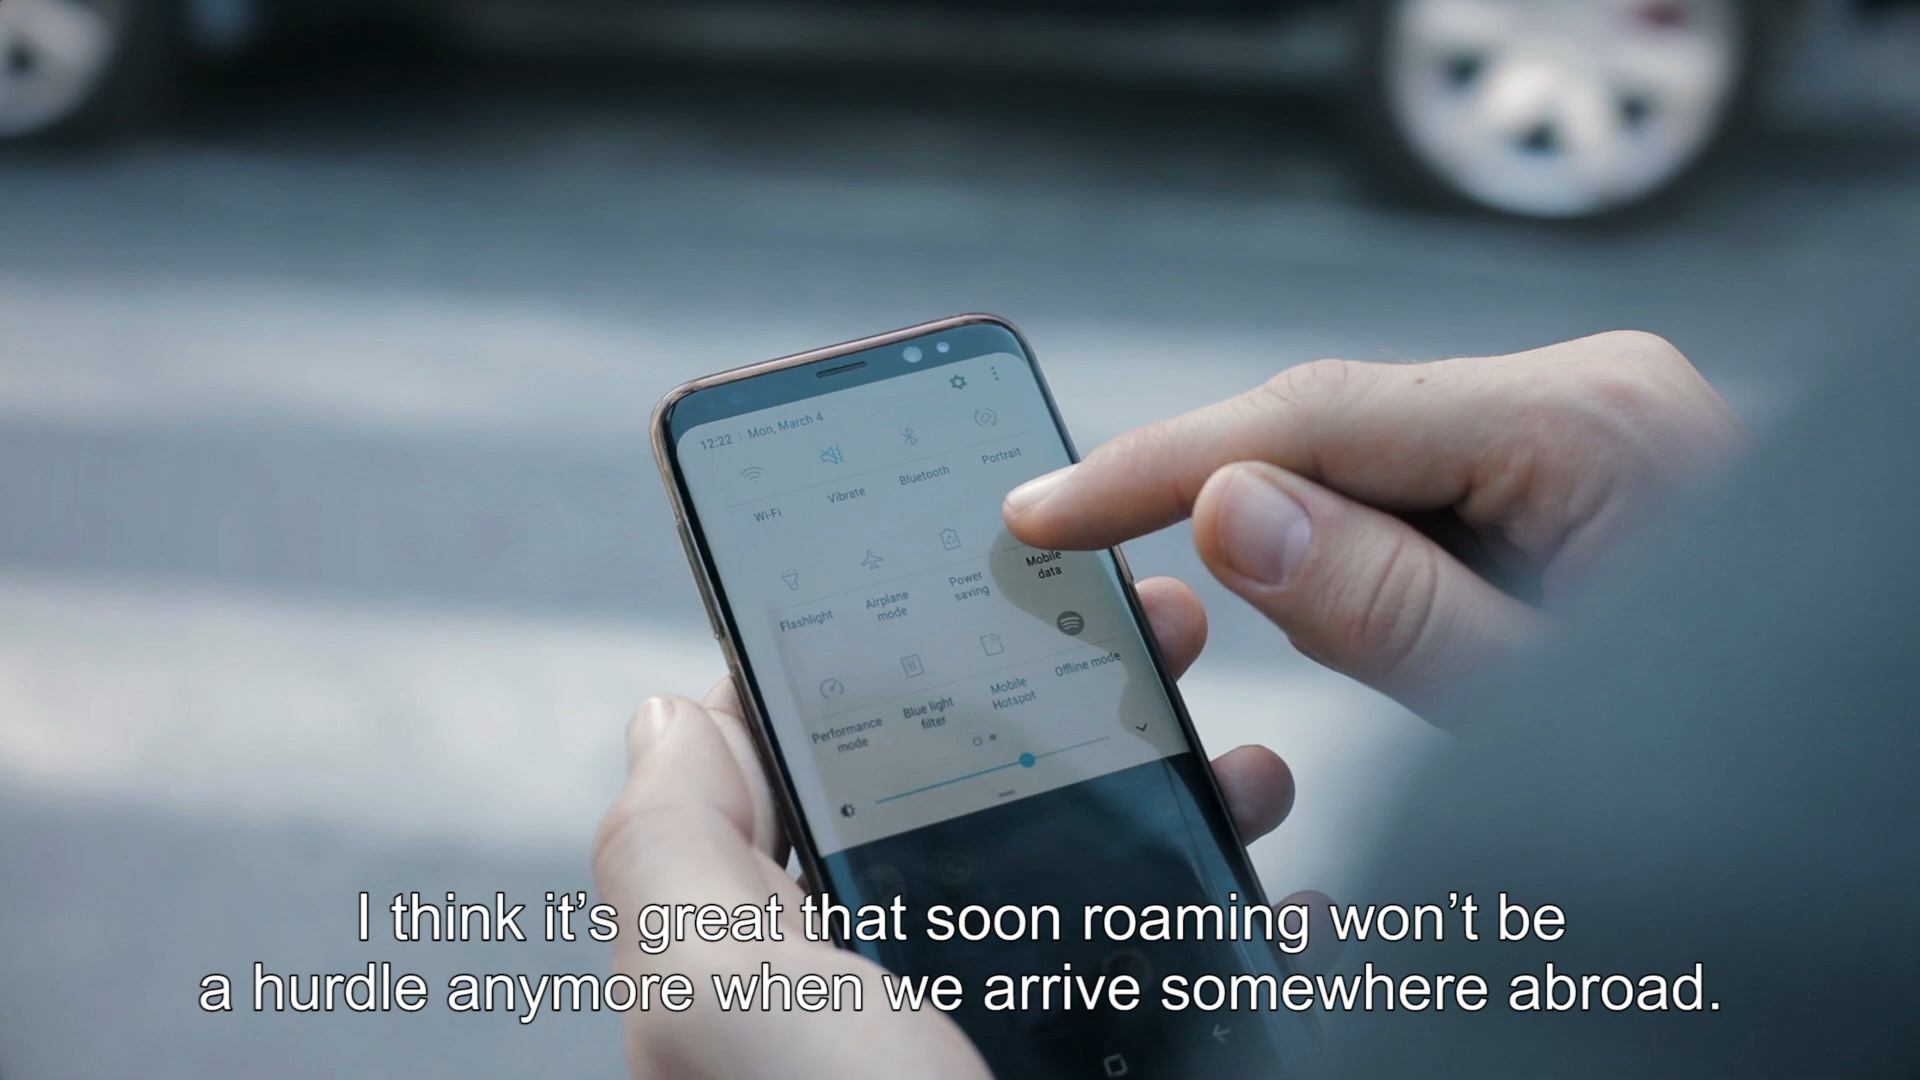 12:22 | Mon, March 4
Wi-Fi
Vibrate
Bluetooth
Portrait
Flashlight
Airplane
mode
Power
saving
Mobile
data
Performance
mode
Blue light
filter
Mobile
Hotspot
Offline mode
I think it’s great that soon roaming won’t be
a hurdle anymore when we arrive somewhere abroad.